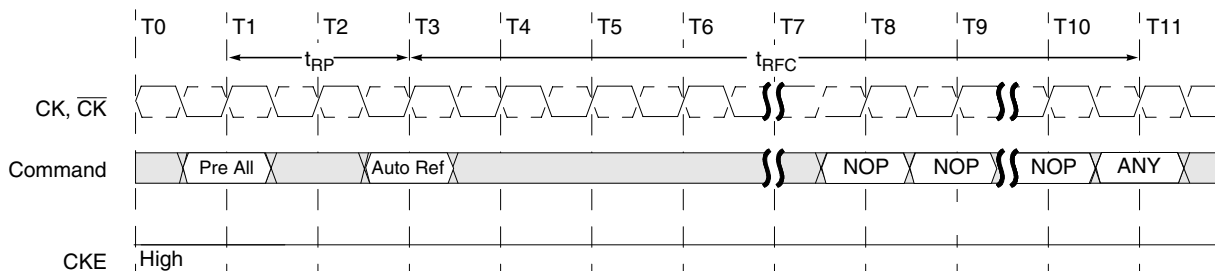 T0 T1 T2 T3 T4 T5 T6 T7 T8 T9 T10 T11
tRP tRFC
CK, C̅K̅
Command Pre All Auto Ref NOP NOP NOP ANY
CKE High